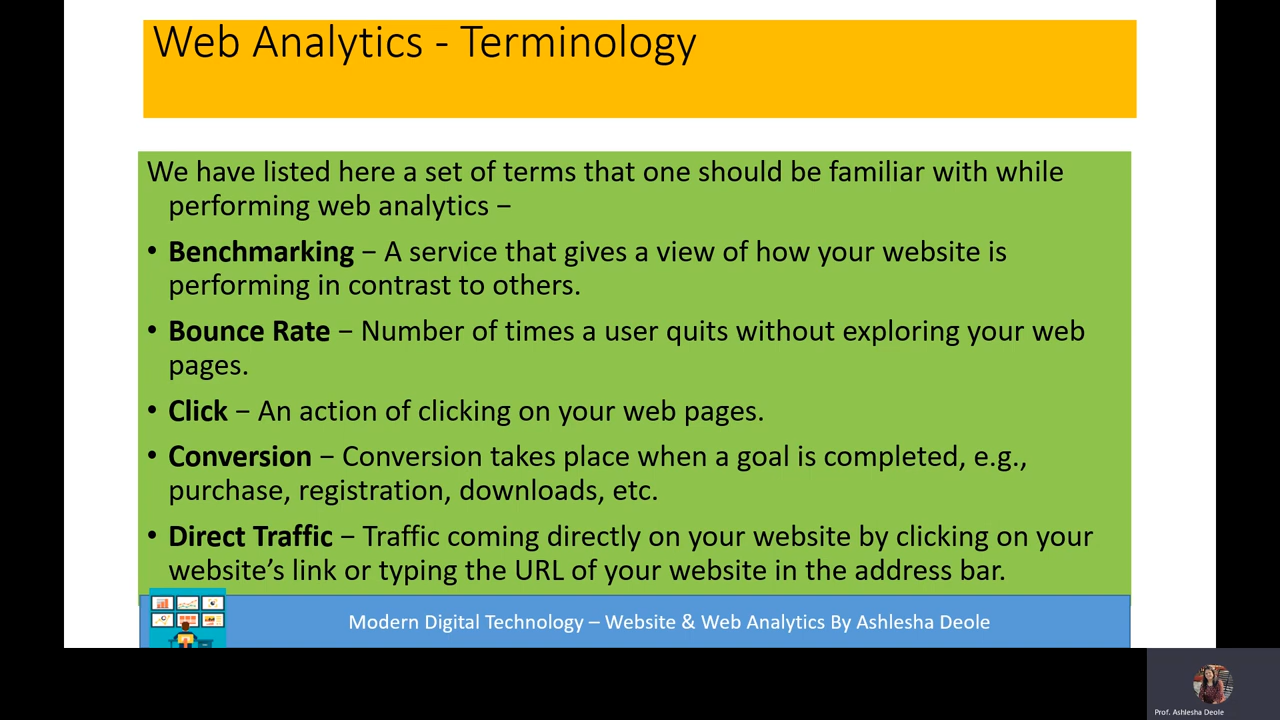 Web Analytics - Terminology
We have listed here a set of terms that one should be familiar with while
performing web analytics −
• Benchmarking − A service that gives a view of how your website is
performing in contrast to others.
• Bounce Rate − Number of times a user quits without exploring your web
pages.
• Click − An action of clicking on your web pages.
• Conversion − Conversion takes place when a goal is completed, e.g.,
purchase, registration, downloads, etc.
• Direct Traffic − Traffic coming directly on your website by clicking on your
website’s link or typing the URL of your website in the address bar.
Modern Digital Technology – Website & Web Analytics By Ashlesha Deole
Prof. Ashlesha Deole